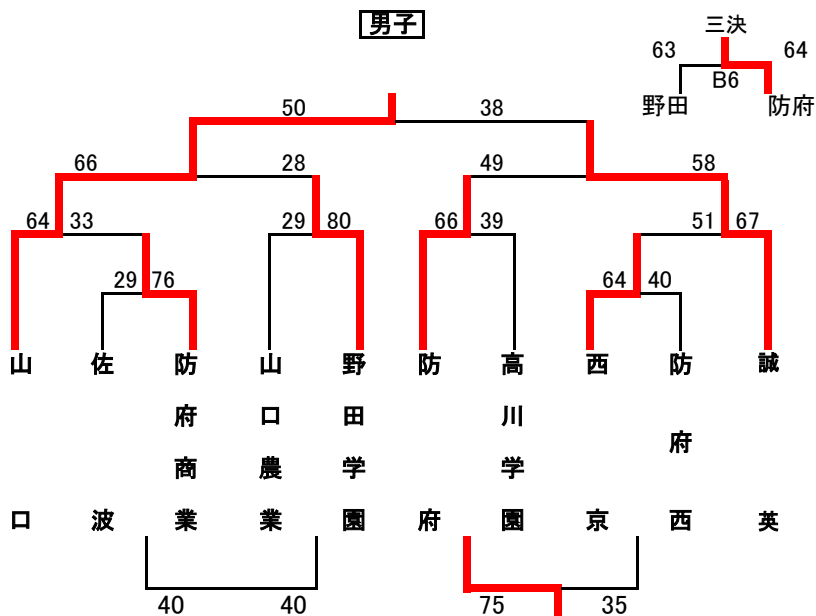 男子
三決
63 64
B6
野田 防府
50 38
66 28 49 58
64 33 29 80 66 39 51 67
29 76 64 40
山口
佐波
防府商業
山口農業
野田学園
防府
高川学園
西京
防府西
誠英
40 40 75 35